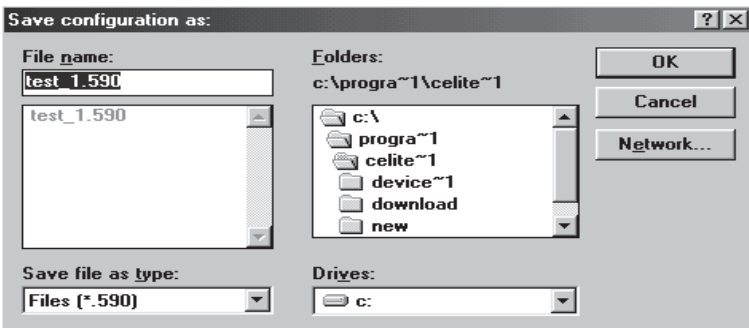 Save configuration as:
File name:
test_1.590
test_1.590
Save file as type:
Files (*.590)
Folders:
c:\progra~1\celite~1
c:\
progra~1
celite~1
device~1
download
new
Drives:
c:
OK
Cancel
Network...